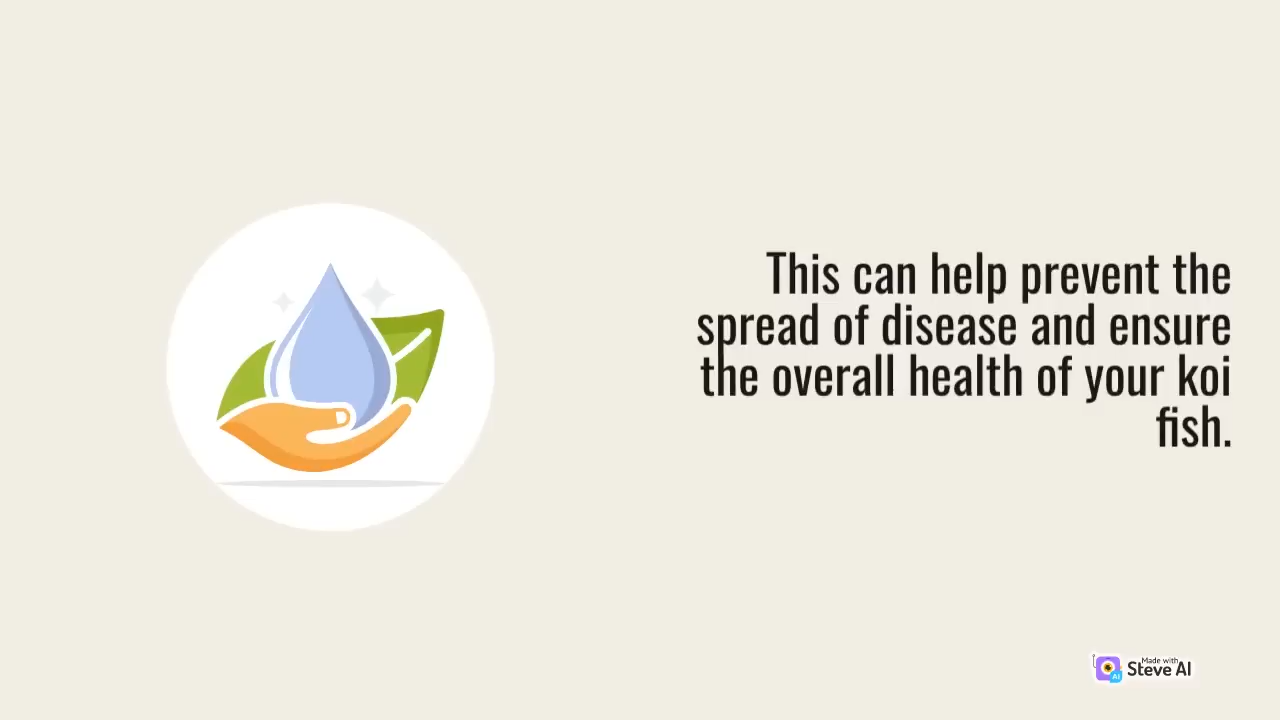 This can help prevent the
spread of disease and ensure
the overall health of your koi
fish.
Made with
Steve AI
AI